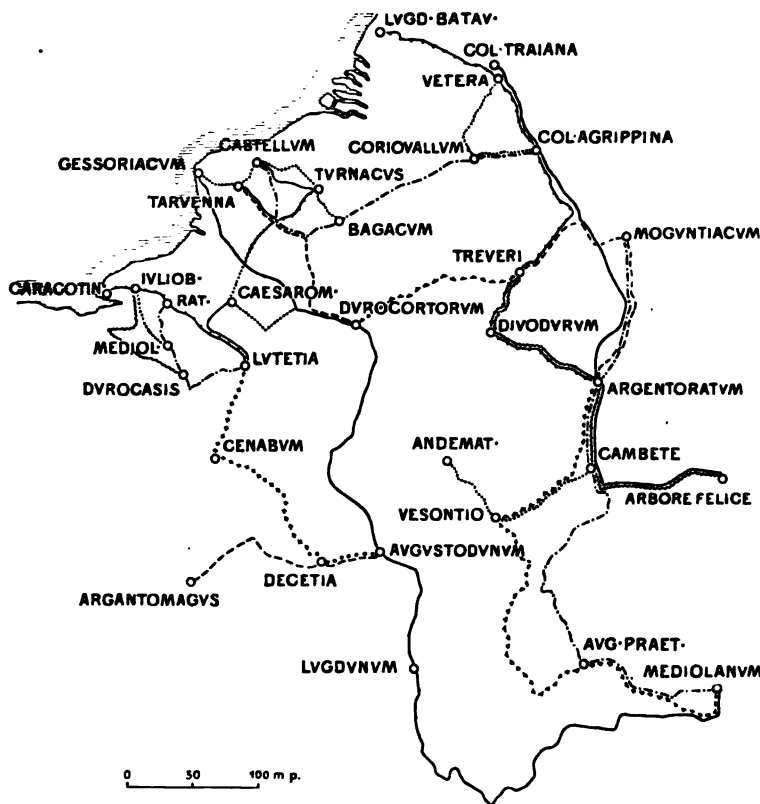 LVGD·BATAV·
COL·TRAIANA
VETERA
CASTELLVM
CORIOVALLVM
COL·AGRIPPINA
GESSORIACVM
TVRNACVS
TARVENNA
BAGACVM
MOGVNTIACVM
TREVERI
CARACOTIN·
IVLIOB·
RAT·
CAESAROM·
DVROCORTORVM
DIVODVRVM
MEDIOL·
LVTETIA
DVROCASIS
ARGENTORATVM
CENABVM
ANDEMAT·
CAMBETE
ARBORE FELICE
VESONTIO
AVGVSTODVNVM
DECETIA
ARGANTOMAGVS
AVG·PRAET·
LVGDVNVM
MEDIOLANVM
0 50 100 m p.